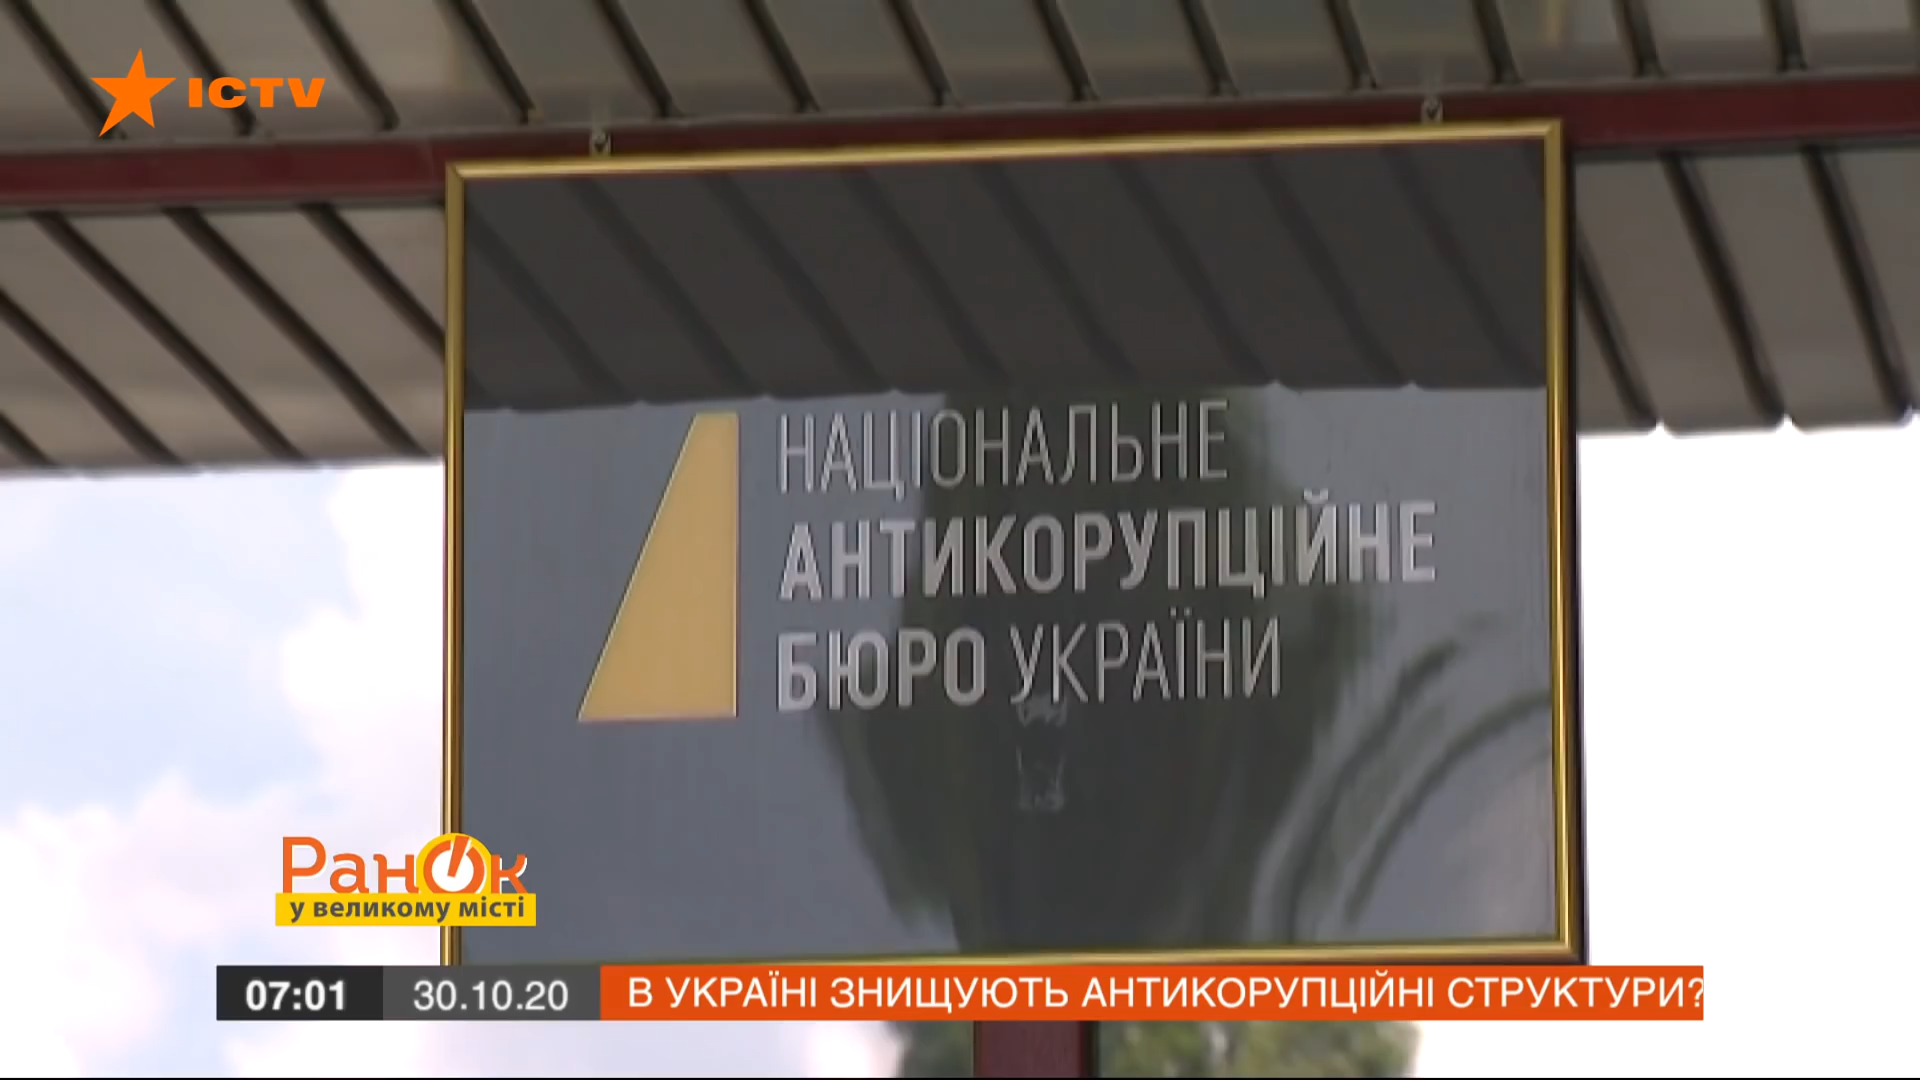 ICTV
НАЦІОНАЛЬНЕ
АНТИКОРУПЦІЙНЕ
БЮРО УКРАЇНИ
Ранок
у великому місті
07:01 30.10.20 В УКРАЇНІ ЗНИЩУЮТЬ АНТИКОРУПЦІЙНІ СТРУКТУРИ?